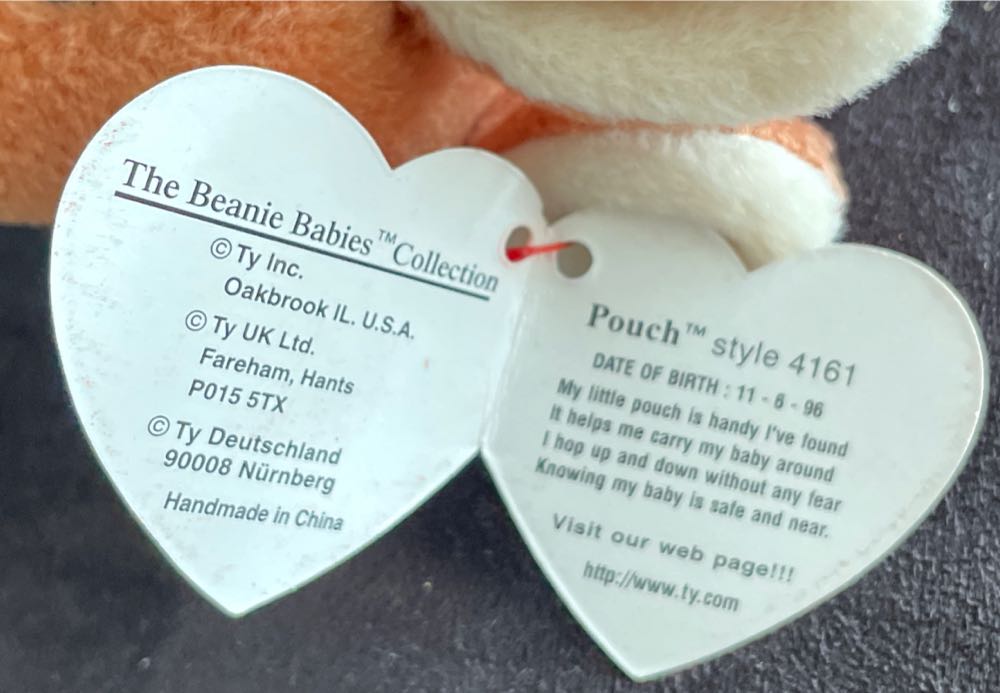 The Beanie Babies™Collection
© Ty Inc.
Oakbrook IL. U.S.A.
© Ty UK Ltd.
Fareham, Hants
P015 5TX
© Ty Deutschland
90008 Nürnberg
Handmade in China
Pouch™ style 4161
DATE OF BIRTH : 11 - 6 - 96
My little pouch is handy I've found
It helps me carry my baby around
I hop up and down without any fear
Knowing my baby is safe and near.
Visit our web page!!!
http://www.ty.com